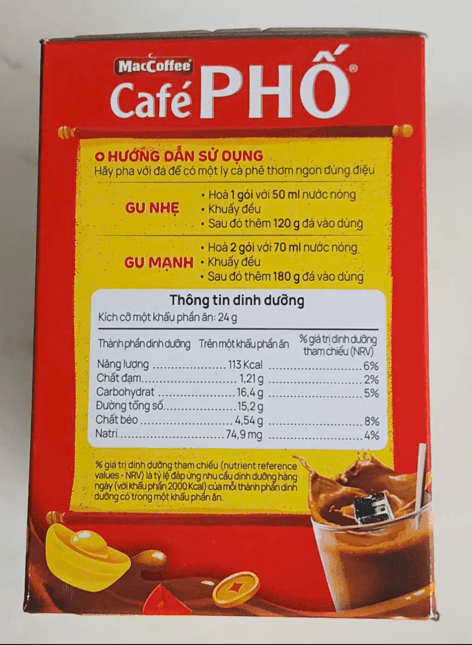 MacCoffee
Café PHỐ®
HƯỚNG DẪN SỬ DỤNG
Hãy pha với đá để có một ly cà phê thơm ngon đúng điệu
GU NHẸ
• Hoà 1 gói với 50 ml nước nóng
• Khuấy đều
• Sau đó thêm 120 g đá vào dùng
GU MẠNH
• Hoà 2 gói với 70 ml nước nóng
• Khuấy đều
• Sau đó thêm 180 g đá vào dùng
Thông tin dinh dưỡng
Kích cỡ một khẩu phần ăn: 24 g
Thành phần dinh dưỡng Trên một khẩu phần ăn % giá trị dinh dưỡng
tham chiếu (NRV)
Năng lượng ................ 113 Kcal ................ 6%
Chất đạm ................ 1,21 g ................ 2%
Carbohydrat ................ 16,4 g ................ 5%
Đường tổng số ................ 15,2 g
Chất béo ................ 4,54 g ................ 8%
Natri ................ 74,9 mg ................ 4%
% giá trị dinh dưỡng tham chiếu (nutrient reference
values - NRV) là tỷ lệ đáp ứng nhu cầu dinh dưỡng hàng
ngày (với khẩu phần 2000 Kcal) của mỗi thành phần dinh
dưỡng có trong một khẩu phần ăn.